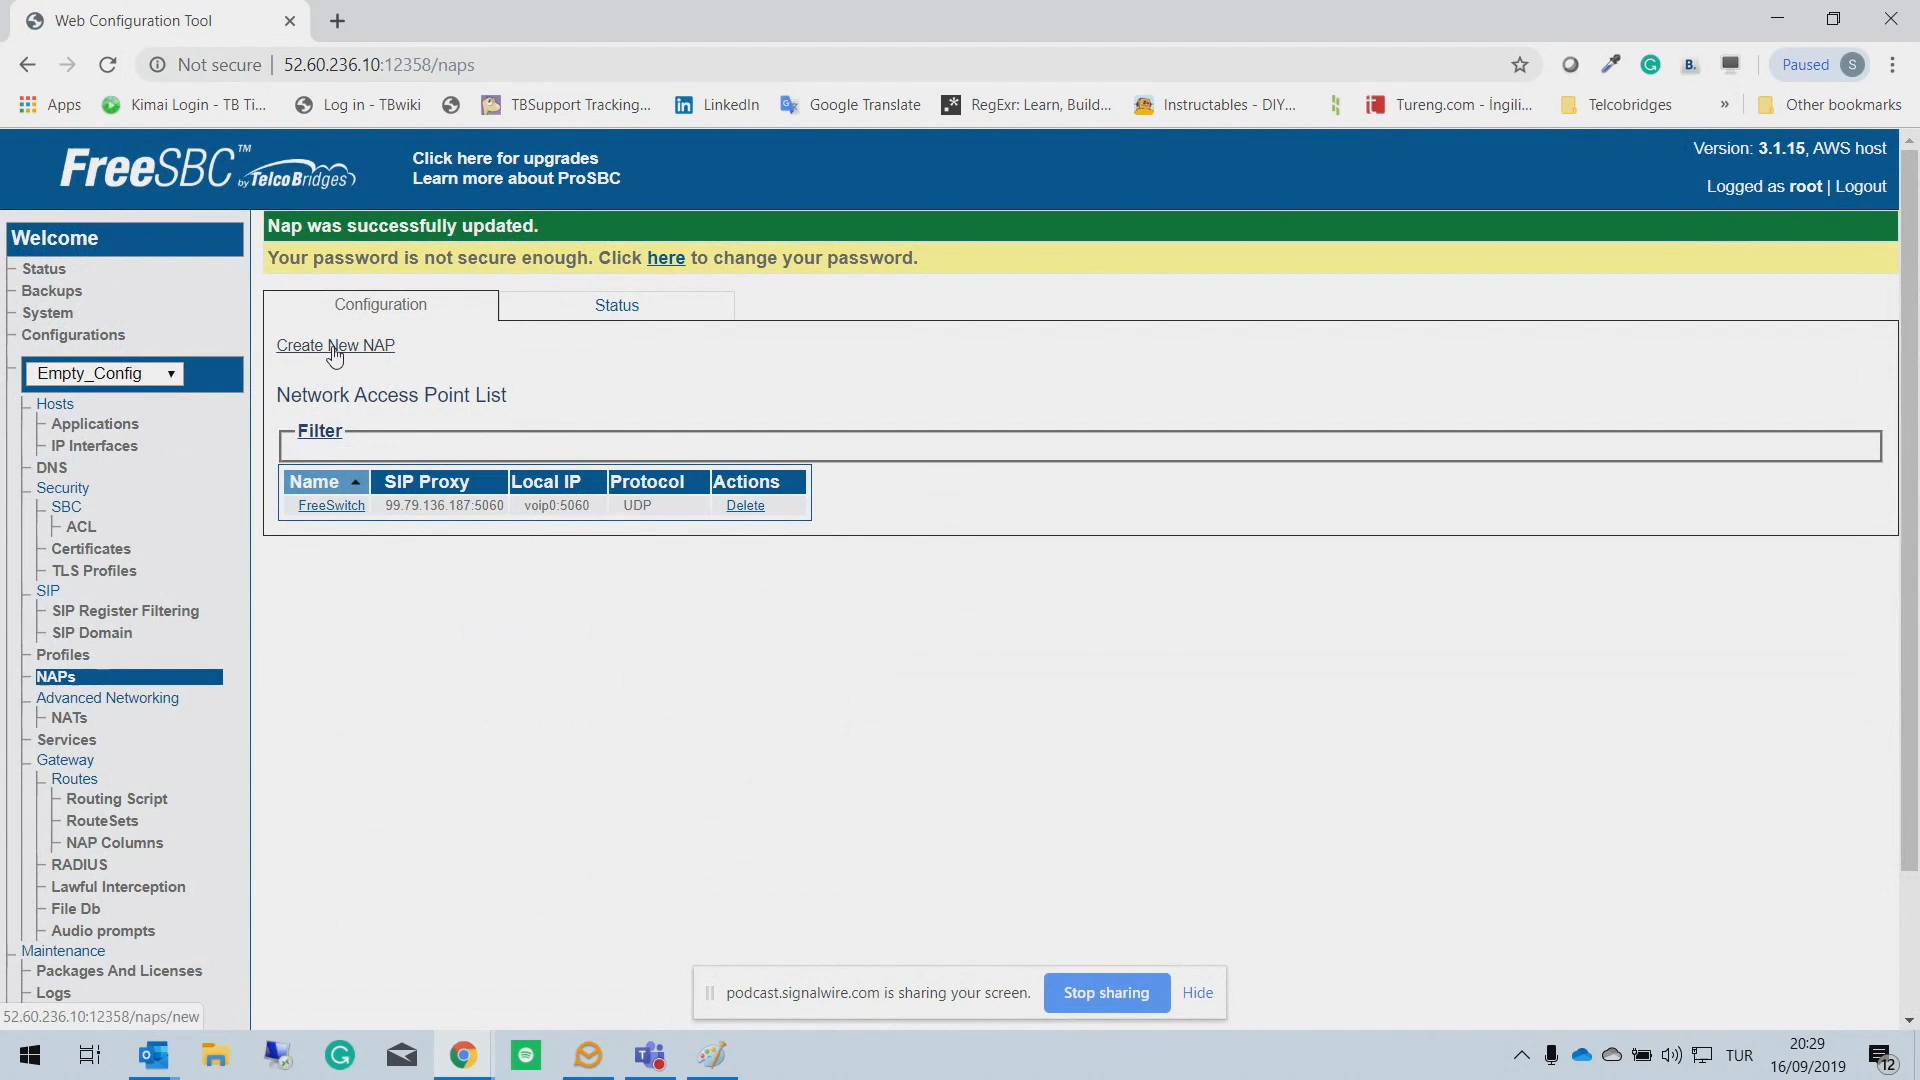 Web Configuration Tool
Not secure | 52.60.236.10:12358/naps
Paused S
Apps Kimai Login - TB Ti... Log in - TBwiki TBSupport Tracking... LinkedIn Google Translate RegExr: Learn, Build... Instructables - DIY... Tureng.com - İngili... Telcobridges » Other bookmarks
FreeSBC™ by TelcoBridges
Click here for upgrades
Learn more about ProSBC
Version: 3.1.15, AWS host
Logged as root | Logout
Welcome
Status
Backups
System
Configurations
Empty_Config
Hosts
Applications
IP Interfaces
DNS
Security
SBC
ACL
Certificates
TLS Profiles
SIP
SIP Register Filtering
SIP Domain
Profiles
NAPs
Advanced Networking
NATs
Services
Gateway
Routes
Routing Script
RouteSets
NAP Columns
RADIUS
Lawful Interception
File Db
Audio prompts
Maintenance
Packages And Licenses
Logs
52.60.236.10:12358/naps/new
Nap was successfully updated.
Your password is not secure enough. Click here to change your password.
Configuration Status
Create New NAP
Network Access Point List
Filter
Name SIP Proxy Local IP Protocol Actions
FreeSwitch 99.79.136.187:5060 voip0:5060 UDP Delete
podcast.signalwire.com is sharing your screen. Stop sharing Hide
TUR
20:29
16/09/2019
12